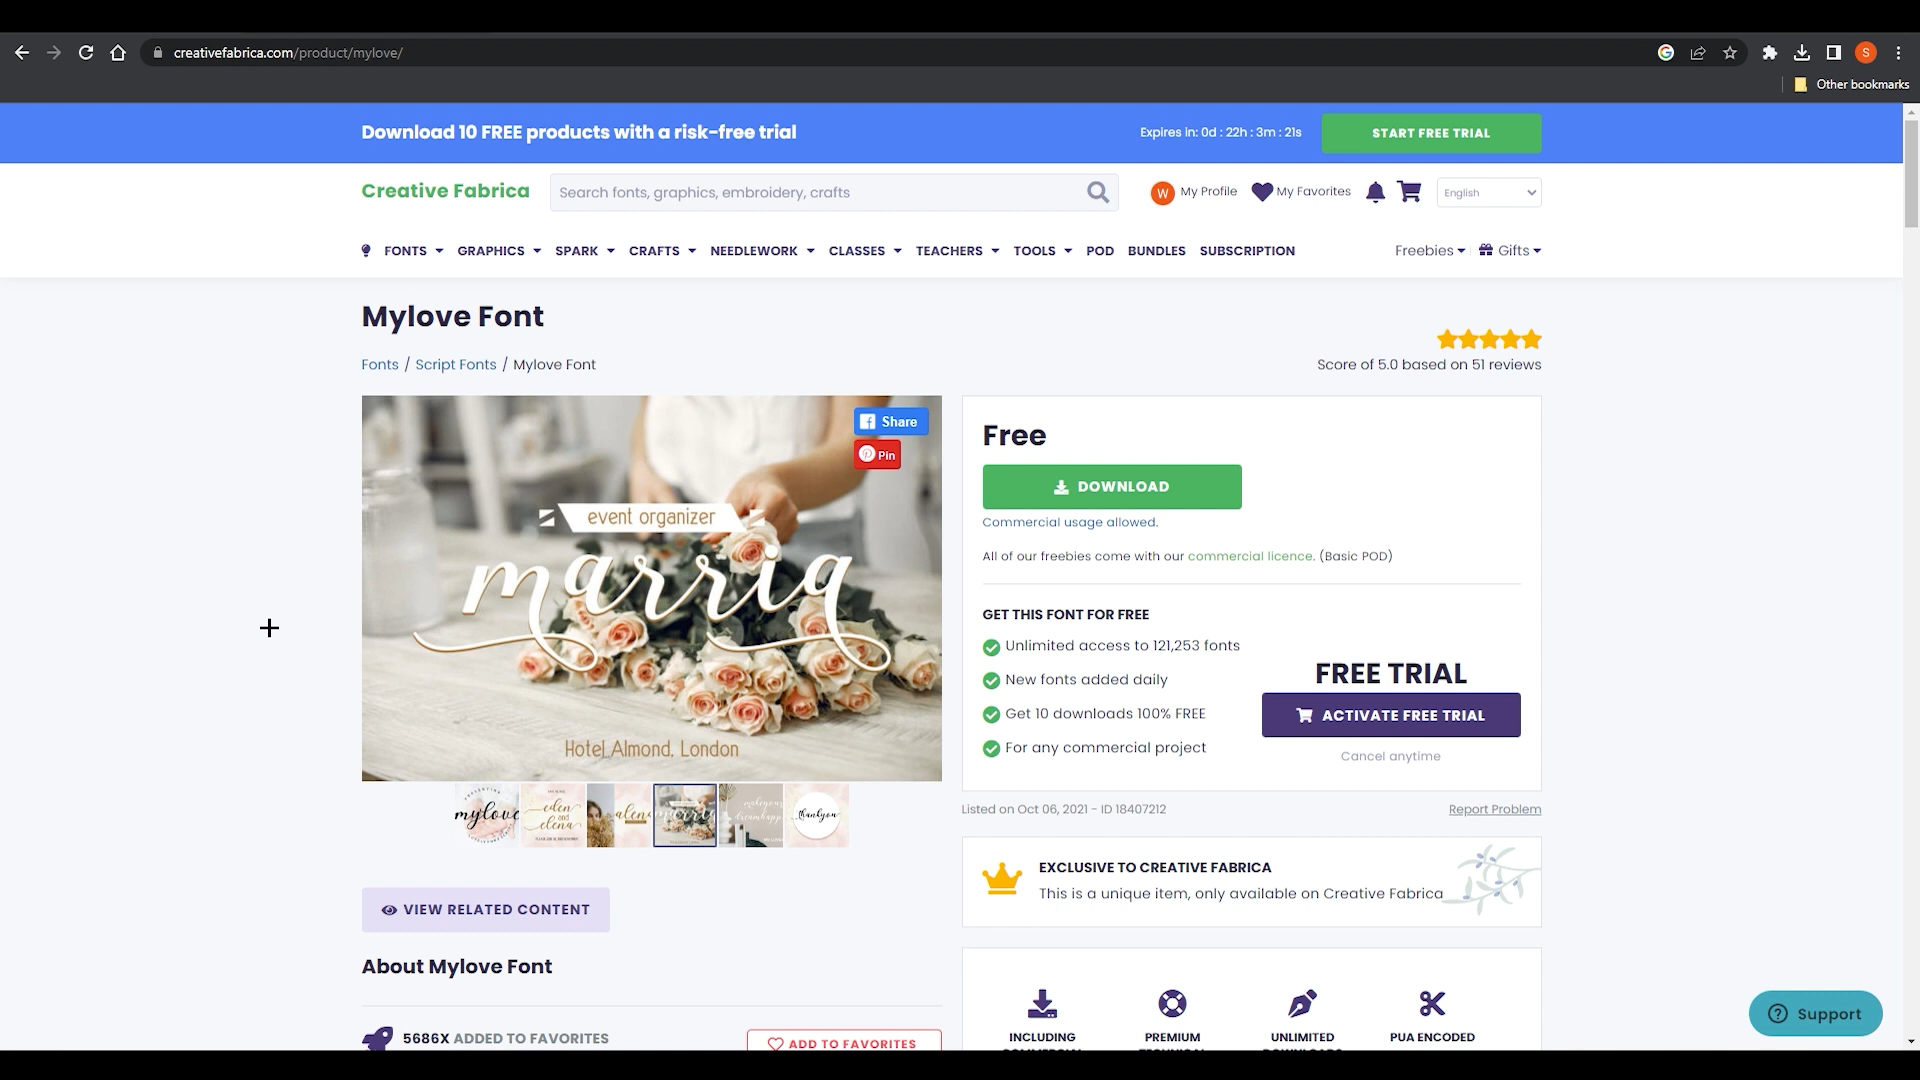 creativefabrica.com/product/mylove/
S
Other bookmarks
Download 10 FREE products with a risk-free trial
Expires in: 0d : 22h : 3m : 21s
START FREE TRIAL
Creative Fabrica
Search fonts, graphics, embroidery, crafts
W
My Profile
My Favorites
English
FONTS
GRAPHICS
SPARK
CRAFTS
NEEDLEWORK
CLASSES
TEACHERS
TOOLS
POD
BUNDLES
SUBSCRIPTION
Freebies
Gifts
Mylove Font
Fonts / Script Fonts / Mylove Font
Score of 5.0 based on 51 reviews
Share
Pin
event organizer
marria
Hotel Almond, London
Free
DOWNLOAD
Commercial usage allowed.
All of our freebies come with our commercial licence. (Basic POD)
GET THIS FONT FOR FREE
Unlimited access to 121,253 fonts
New fonts added daily
Get 10 downloads 100% FREE
For any commercial project
FREE TRIAL
ACTIVATE FREE TRIAL
Cancel anytime
mylove
eden
and
elena
thankyou
Listed on Oct 06, 2021 - ID 18407212
Report Problem
EXCLUSIVE TO CREATIVE FABRICA
This is a unique item, only available on Creative Fabrica
VIEW RELATED CONTENT
About Mylove Font
5686X ADDED TO FAVORITES
ADD TO FAVORITES
INCLUDING
PREMIUM
UNLIMITED
PUA ENCODED
Support